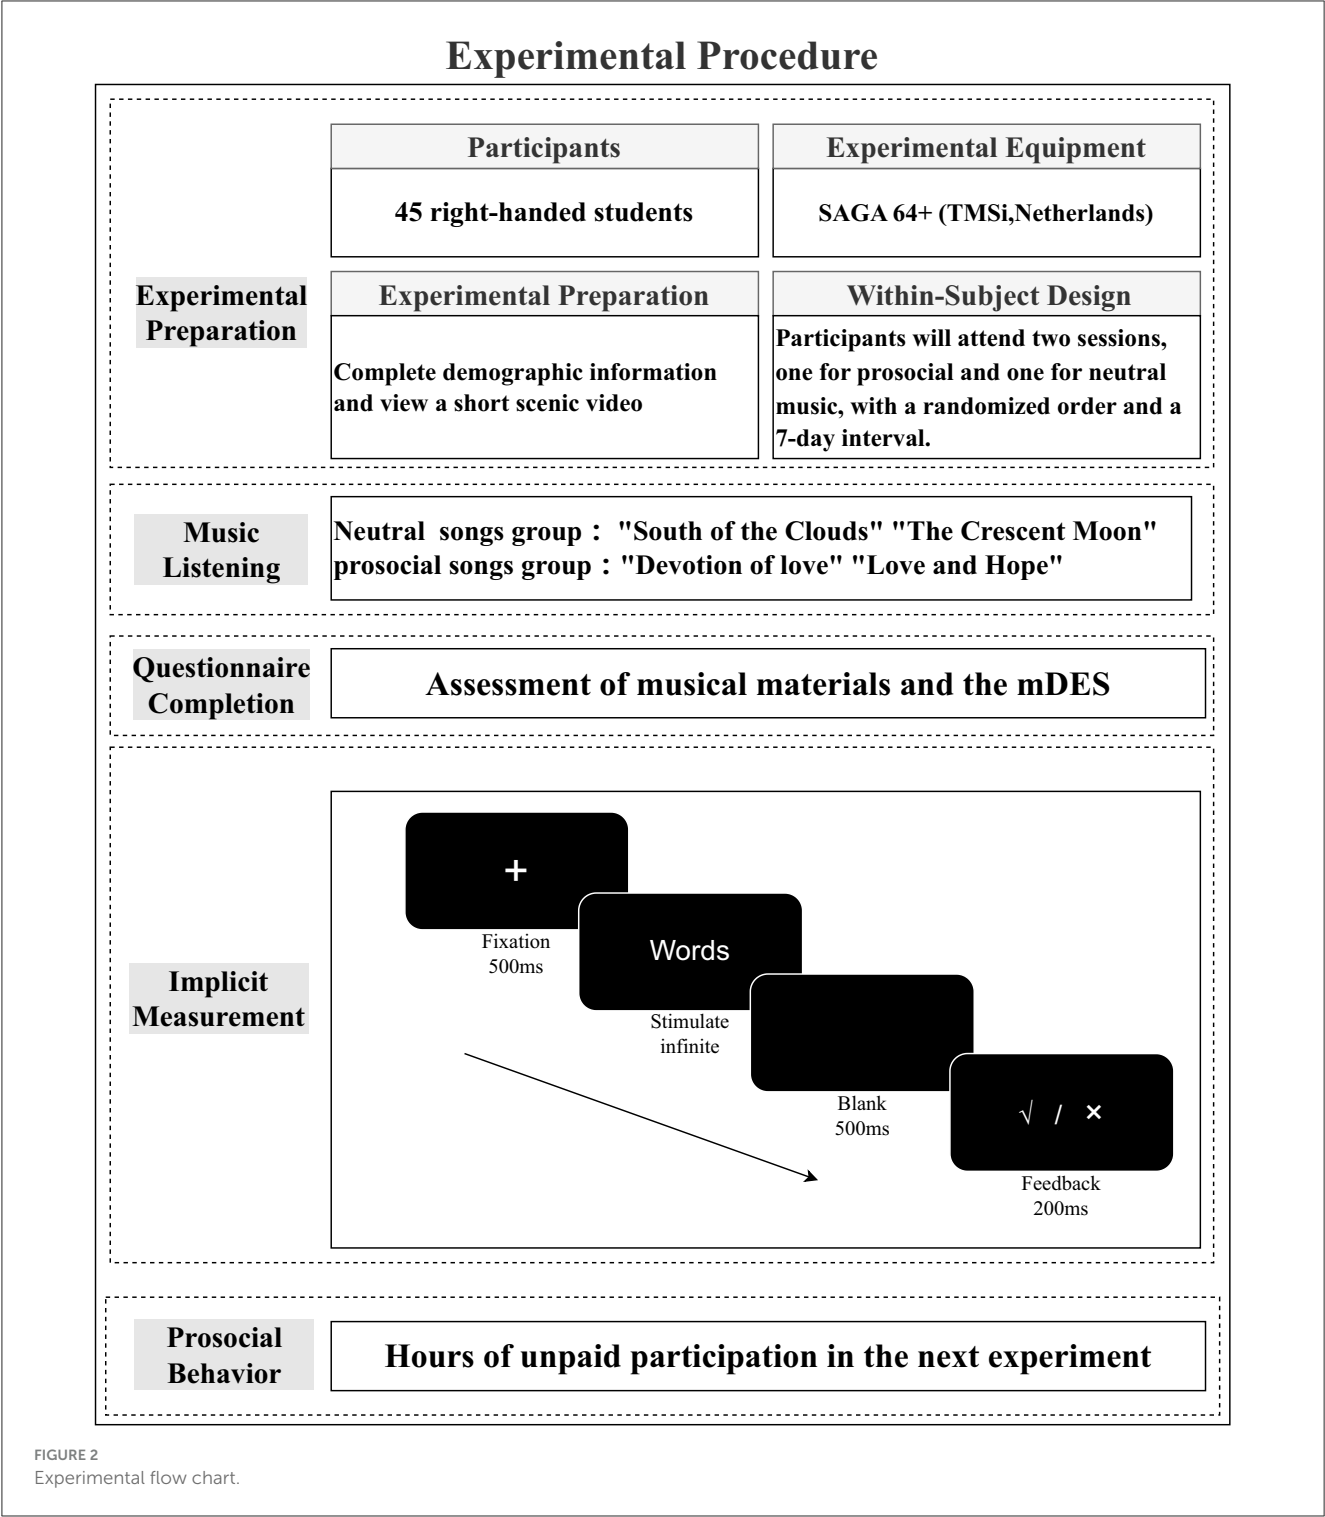 Experimental Procedure
Participants
45 right-handed students
Experimental Equipment
SAGA 64+ (TMSi,Netherlands)
Experimental
Preparation
Experimental Preparation
Complete demographic information
and view a short scenic video
Within-Subject Design
Participants will attend two sessions,
one for prosocial and one for neutral
music, with a randomized order and a
7-day interval.
Music
Listening
Neutral songs group： "South of the Clouds" "The Crescent Moon"
prosocial songs group："Devotion of love" "Love and Hope"
Questionnaire
Completion
Assessment of musical materials and the mDES
Implicit
Measurement
+
Fixation
500ms
Words
Stimulate
infinite
Blank
500ms
√ / ×
Feedback
200ms
Prosocial
Behavior
Hours of unpaid participation in the next experiment
FIGURE 2
Experimental flow chart.